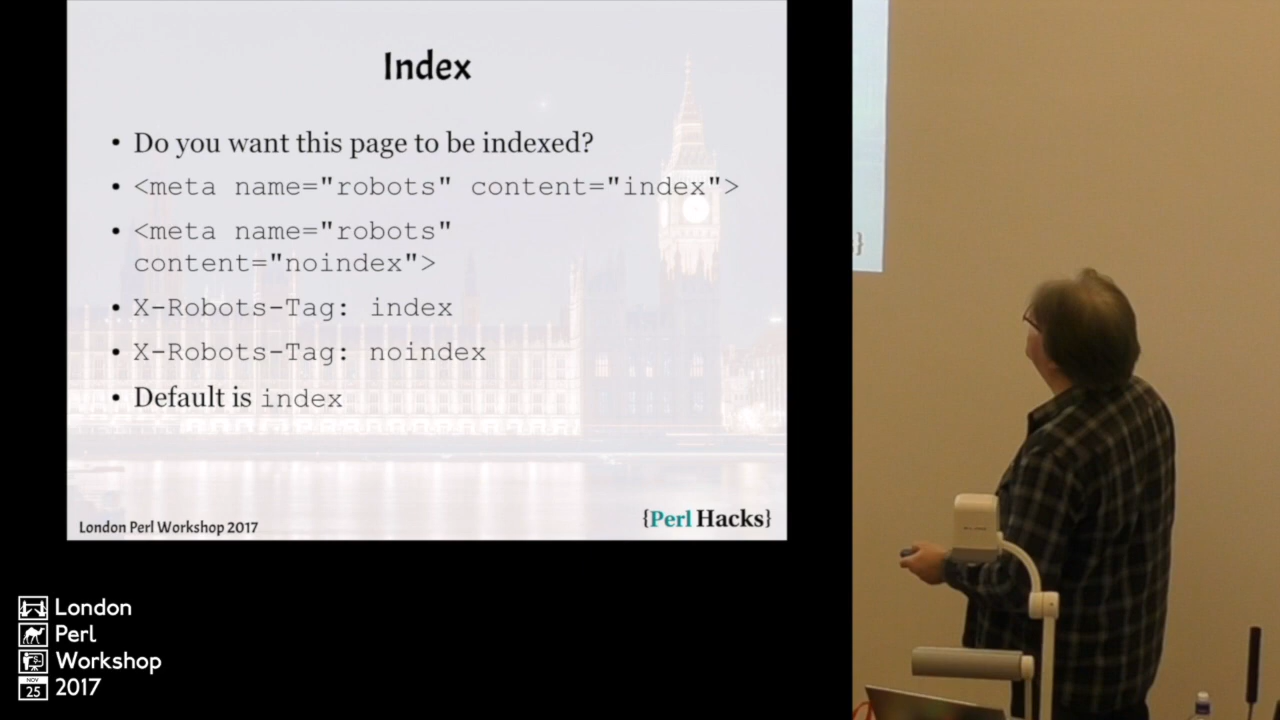 Index
• Do you want this page to be indexed?
• <meta name="robots" content="index">
• <meta name="robots"
content="noindex">
• X-Robots-Tag: index
• X-Robots-Tag: noindex
• Default is index
London Perl Workshop 2017
{Perl Hacks}
London
Perl
Workshop
NOV
25
2017
}